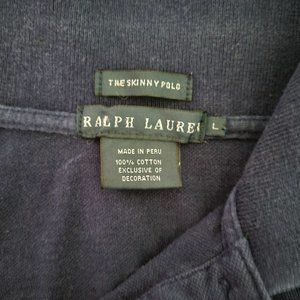 THE SKINNY POLO
RALPH LAUREN
L
MADE IN PERU
100% COTTON
EXCLUSIVE OF
DECORATION